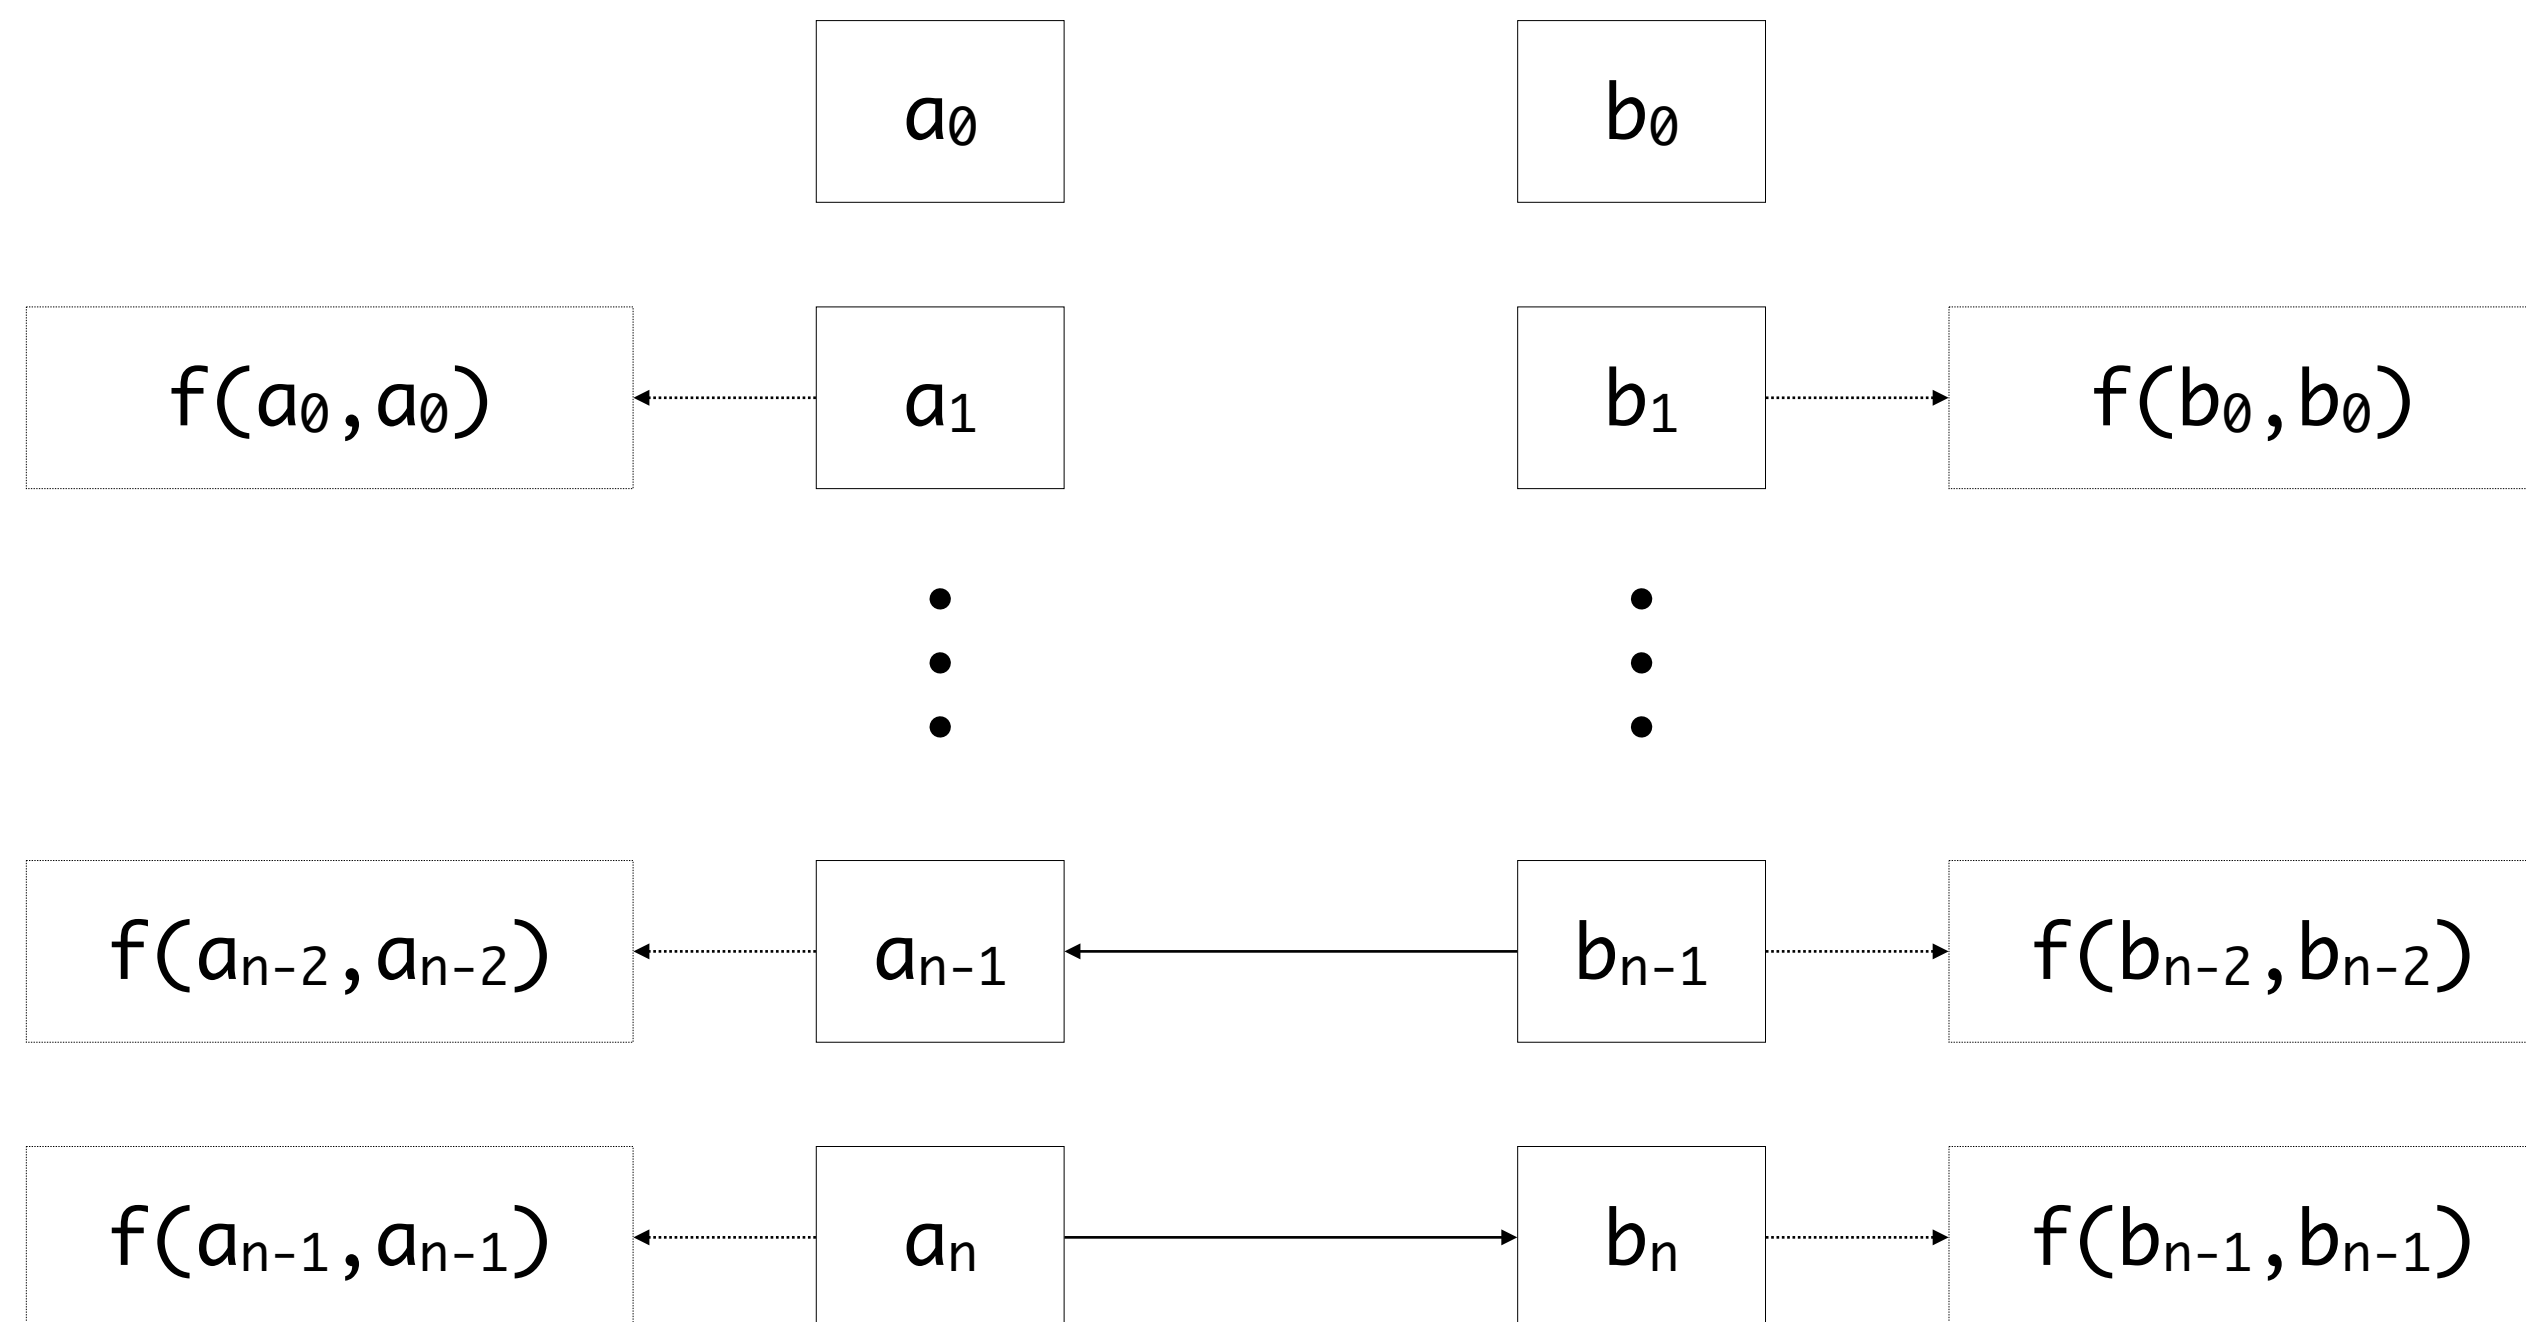 a₀ b₀
f(a₀,a₀) a₁ b₁ f(b₀,b₀)
f(aₙ₋₂,aₙ₋₂) aₙ₋₁ bₙ₋₁ f(bₙ₋₂,bₙ₋₂)
f(aₙ₋₁,aₙ₋₁) aₙ bₙ f(bₙ₋₁,bₙ₋₁)